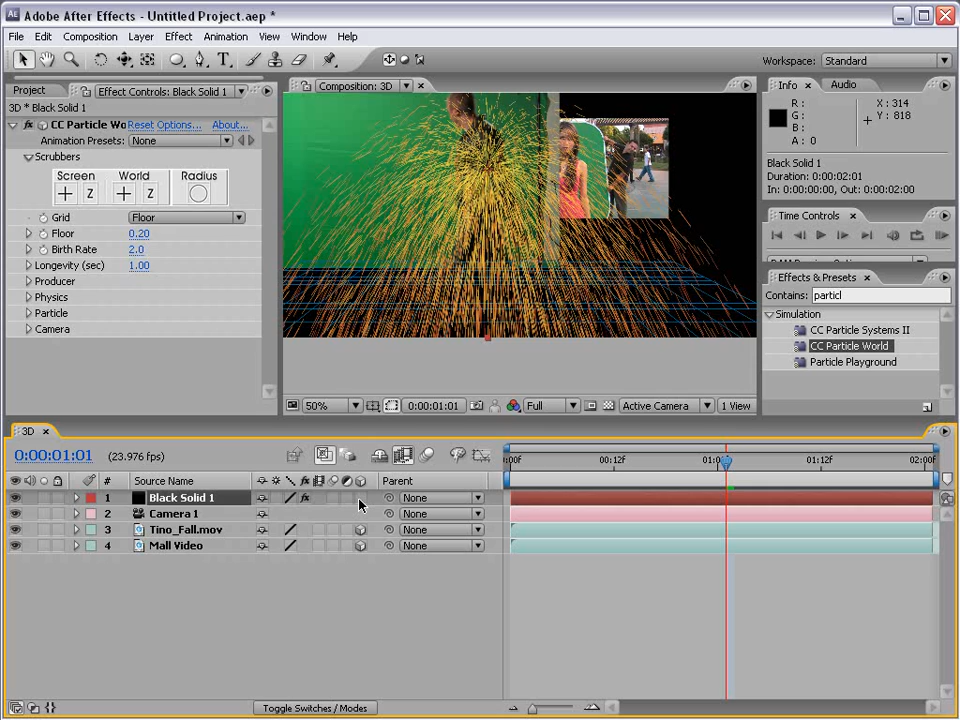 Adobe After Effects - Untitled Project.aep *
File Edit Composition Layer Effect Animation View Window Help
Workspace: Standard
Project Effect Controls: Black Solid 1
3D * Black Solid 1
CC Particle Wo Reset Options... About...
Animation Presets: None
Scrubbers
Screen World Radius
Z Z
Grid Floor
Floor 0.20
Birth Rate 2.0
Longevity (sec) 1.00
Producer
Physics
Particle
Camera
Composition: 3D
50% 0:00:01:01 Full Active Camera 1 View
Info Audio
R : X : 314
G : Y : 818
B :
A : 0
Black Solid 1
Duration: 0:00:02:01
In: 0:00:00:00, Out: 0:00:02:00
Time Controls
Effects & Presets
Contains: particl
Simulation
CC Particle Systems II
CC Particle World
Particle Playground
3D
0:00:01:01 (23.976 fps)
# Source Name Parent
:00f 00:12f 01:0 01:12f 02:00f
1 Black Solid 1 None
2 Camera 1 None
3 Tino_Fall.mov None
4 Mall Video None
Toggle Switches / Modes